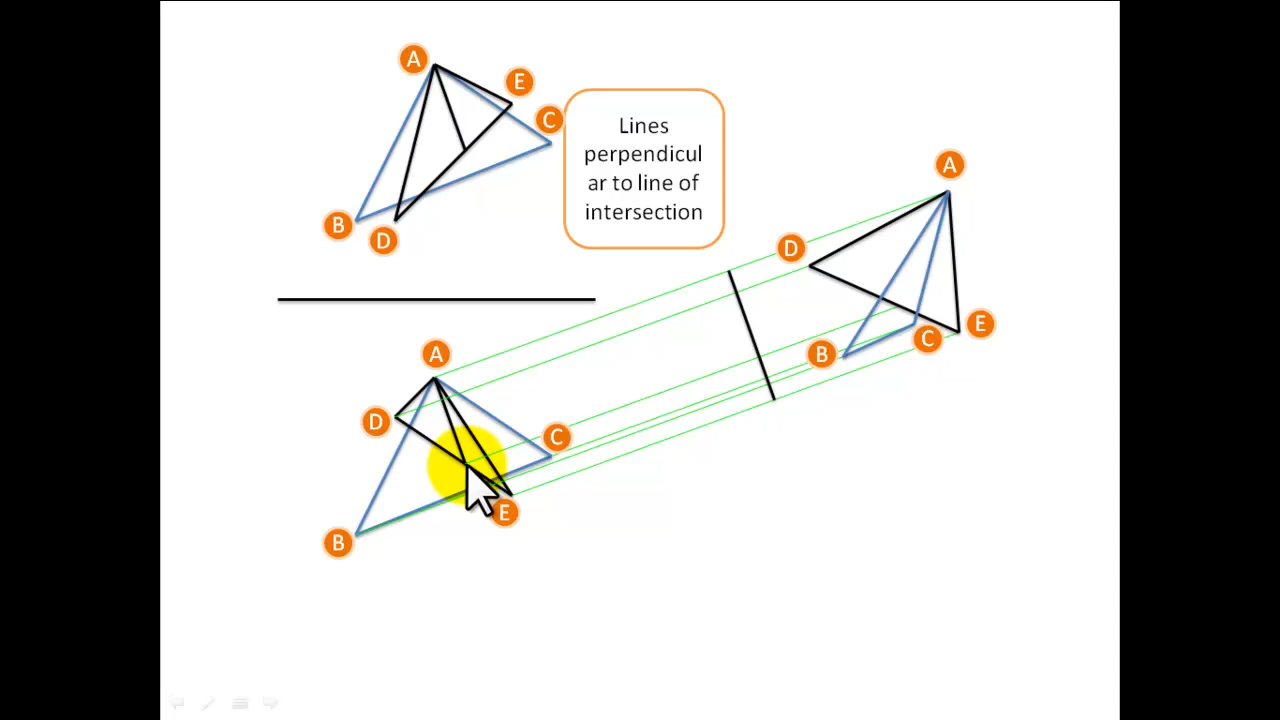 A
E
C
Lines
perpendicul
ar to line of
intersection
B
D
A
D
B
C
E
A
D
C
E
B